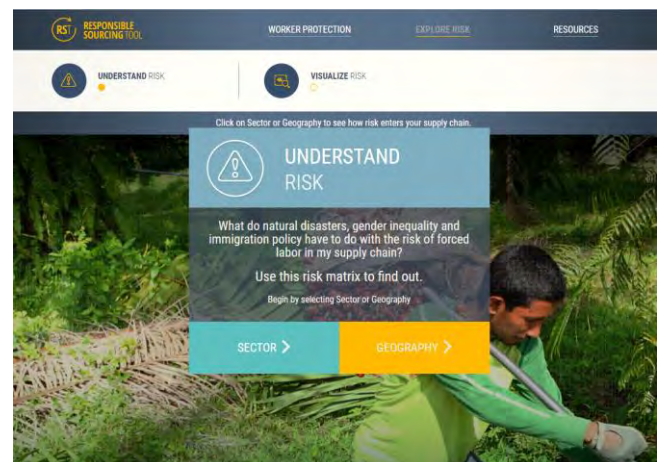 RST RESPONSIBLE
SOURCING TOOL
WORKER PROTECTION
EXPLORE RISK
RESOURCES
UNDERSTAND RISK
VISUALIZE RISK
Click on Sector or Geography to see how risk enters your supply chain.
UNDERSTAND
RISK
What do natural disasters, gender inequality and
immigration policy have to do with the risk of forced
labor in my supply chain?
Use this risk matrix to find out.
Begin by selecting Sector or Geography
SECTOR
GEOGRAPHY